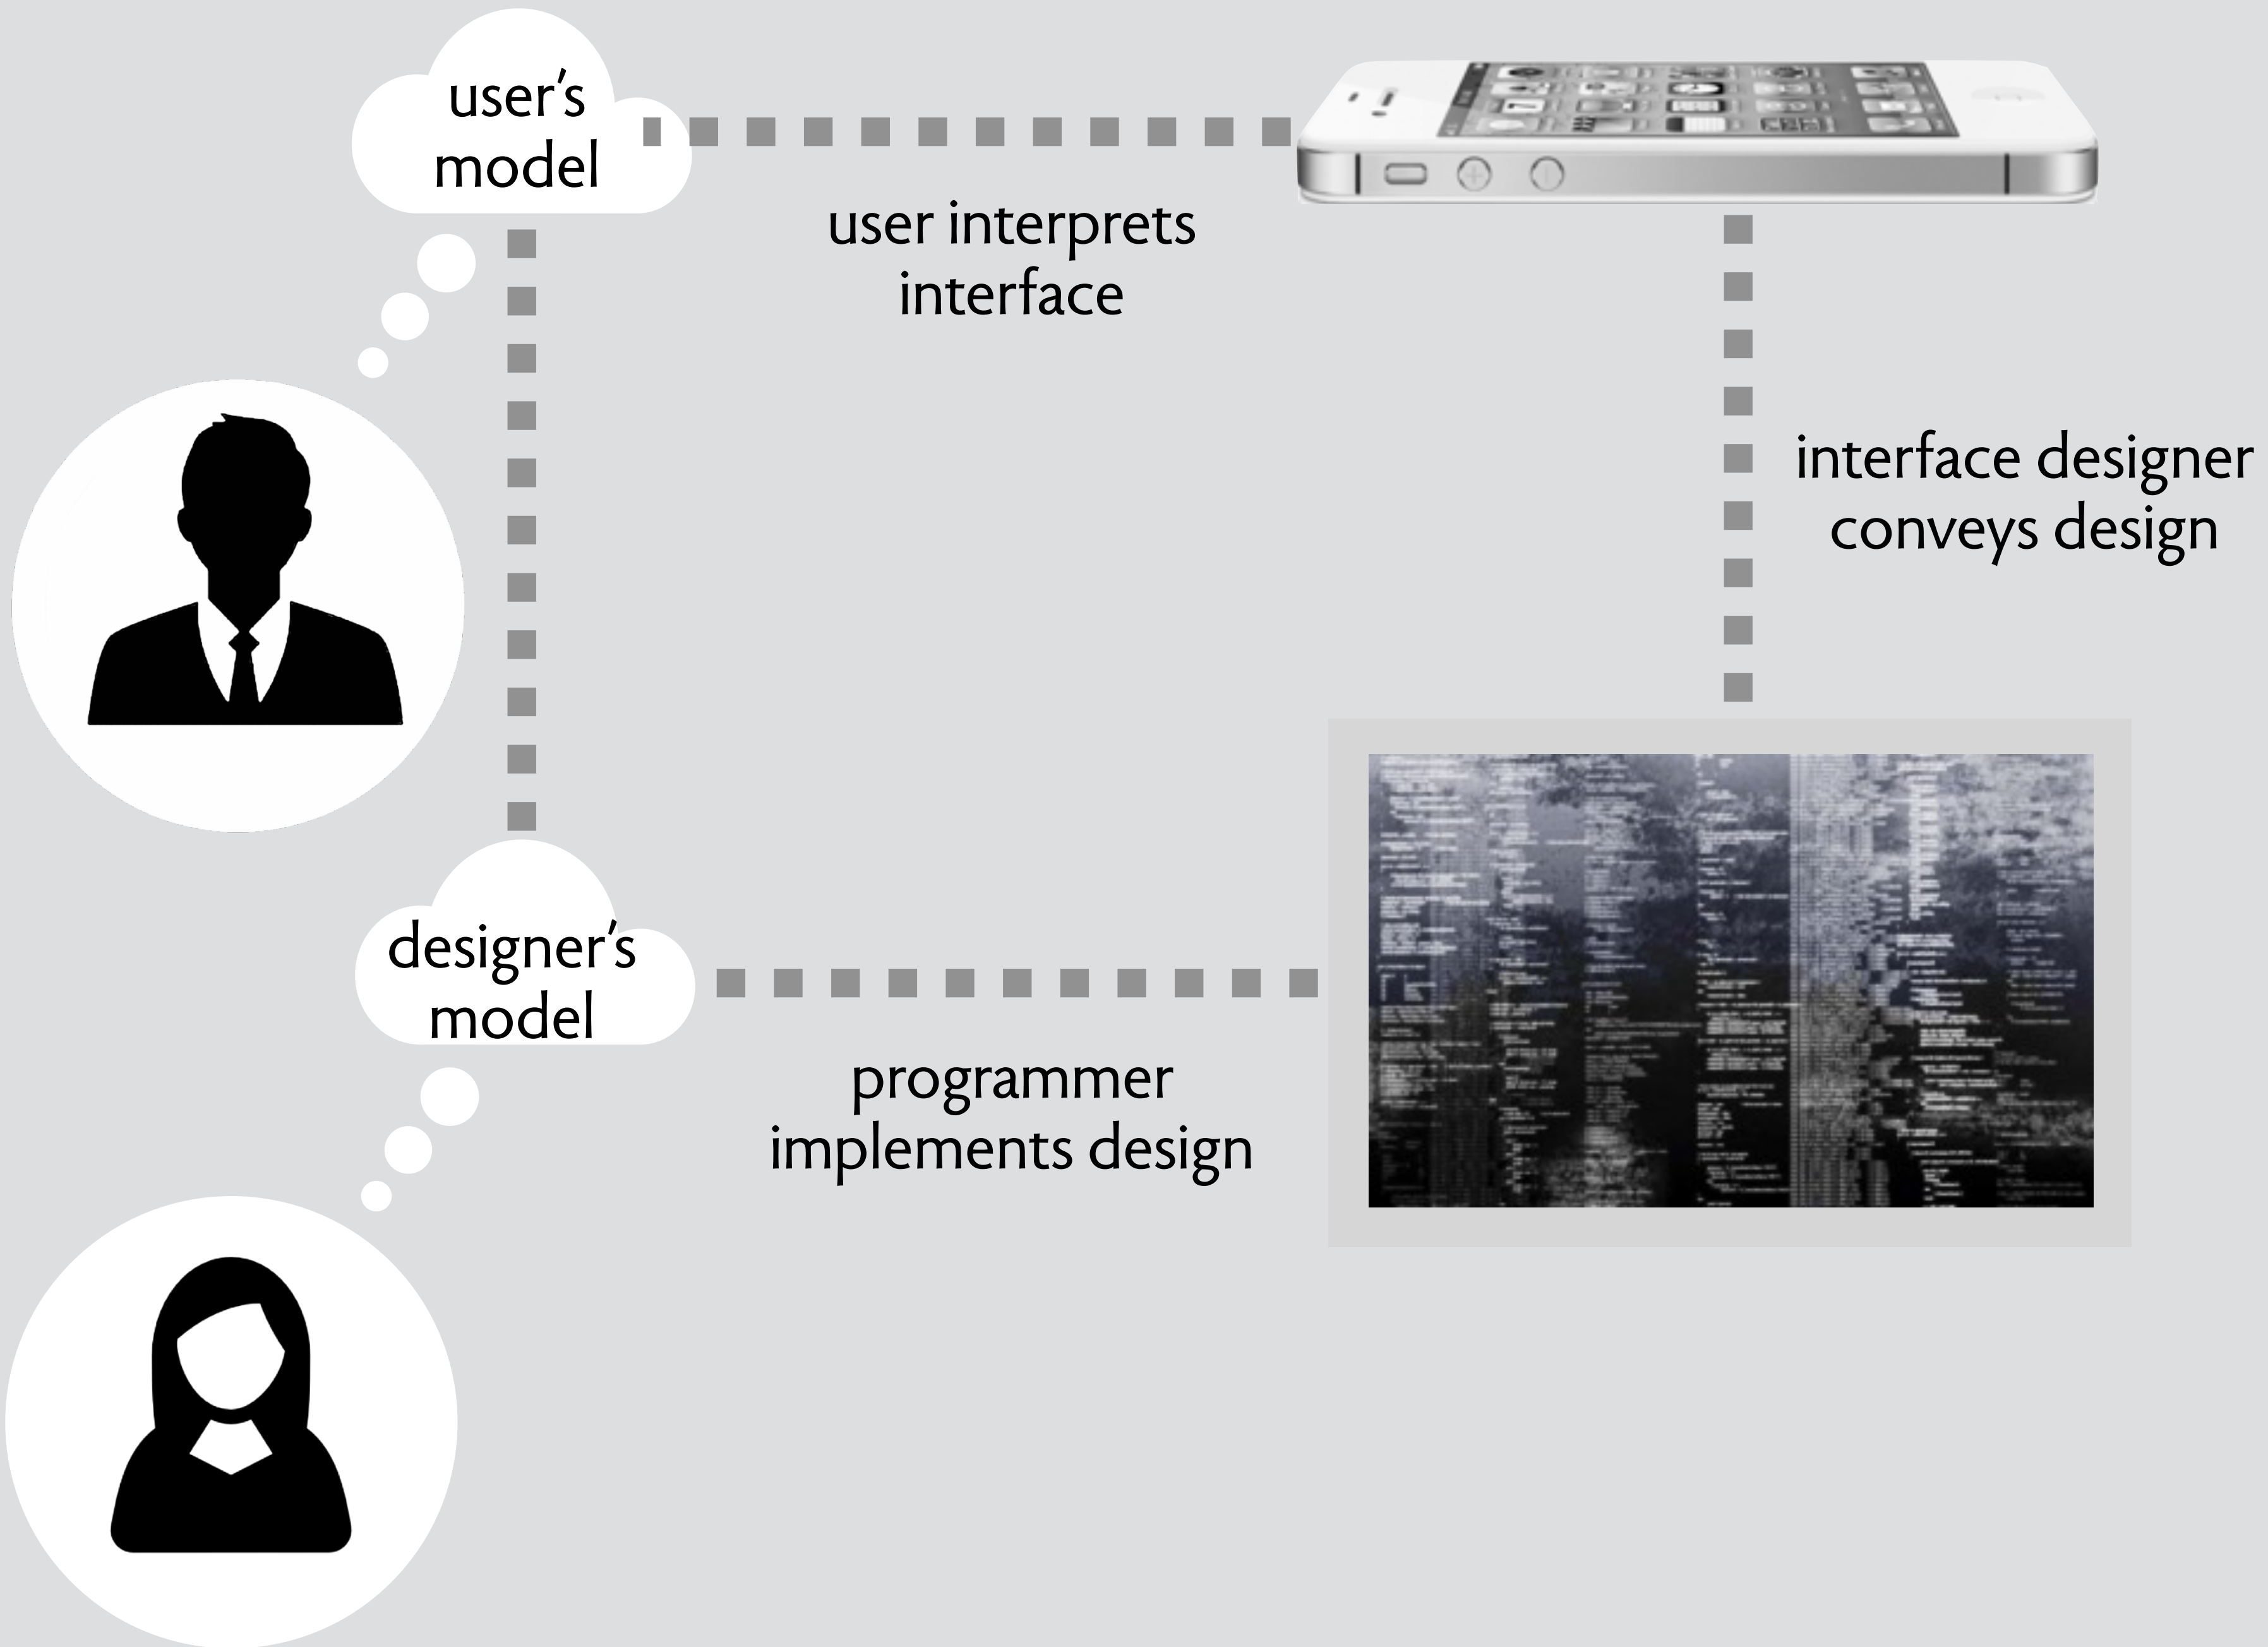 user's
model
user interprets
interface
interface designer
conveys design
designer's
model
programmer
implements design